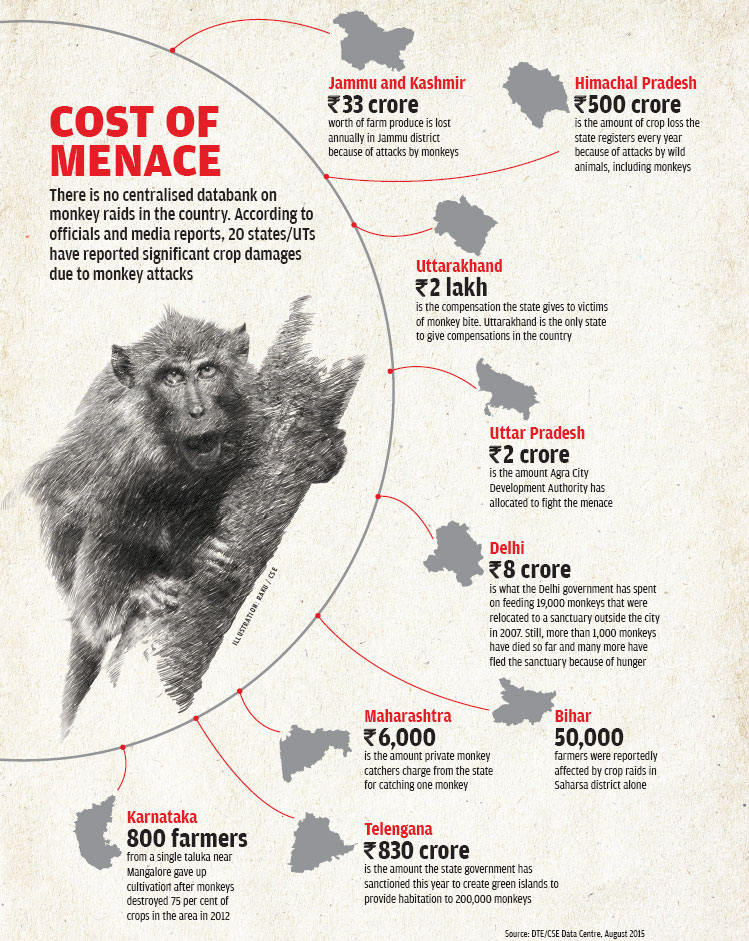 COST OF
MENACE
There is no centralised databank on
monkey raids in the country. According to
officials and media reports, 20 states/UTs
have reported significant crop damages
due to monkey attacks
Jammu and Kashmir
₹33 crore
worth of farm produce is lost
annually in Jammu district
because of attacks by monkeys
Himachal Pradesh
₹500 crore
is the amount of crop loss the
state registers every year
because of attacks by wild
animals, including monkeys
Uttarakhand
₹2 lakh
is the compensation the state gives to victims
of monkey bite. Uttarakhand is the only state
to give compensations in the country
Uttar Pradesh
₹2 crore
is the amount Agra City
Development Authority has
allocated to fight the menace
Delhi
₹8 crore
is what the Delhi government has spent
on feeding 19,000 monkeys that were
relocated to a sanctuary outside the city
in 2007. Still, more than 1,000 monkeys
have died so far and many more have
fled the sanctuary because of hunger
ILLUSTRATION: RAJU / CSE
Bihar
50,000
farmers were reportedly
affected by crop raids in
Saharsa district alone
Maharashtra
₹6,000
is the amount private monkey
catchers charge from the state
for catching one monkey
Telengana
₹830 crore
is the amount the state government has
sanctioned this year to create green islands to
provide habitation to 200,000 monkeys
Karnataka
800 farmers
from a single taluka near
Mangalore gave up
cultivation after monkeys
destroyed 75 per cent of
crops in the area in 2012
Source: DTE/CSE Data Centre, August 2015